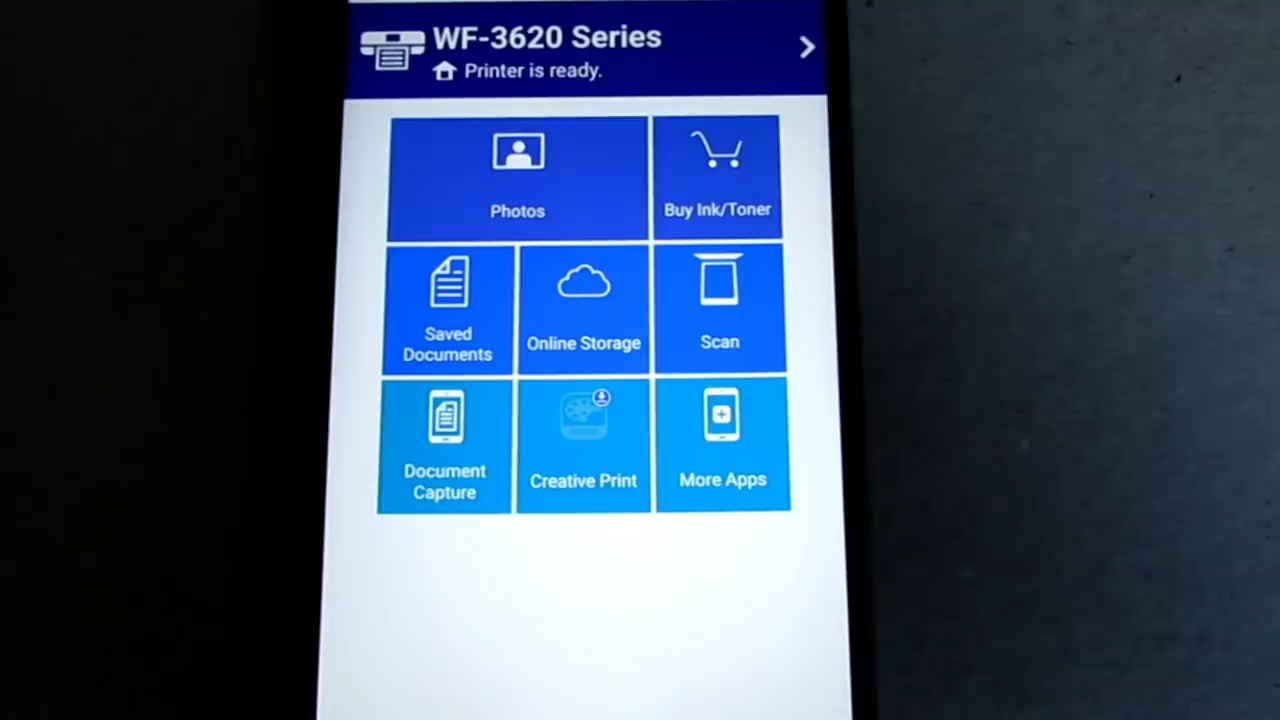 WF-3620 Series
Printer is ready.
Photos
Buy Ink/Toner
Saved
Documents
Online Storage
Scan
Document
Capture
Creative Print
More Apps